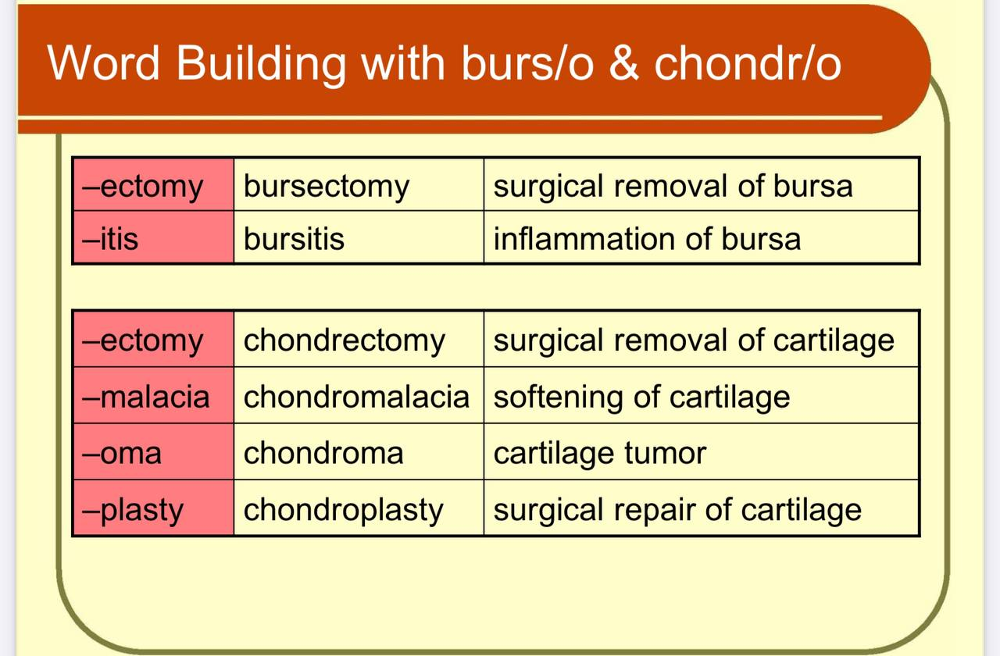 Word Building with burs/o & chondr/o
–ectomy bursectomy surgical removal of bursa
–itis bursitis inflammation of bursa
–ectomy chondrectomy surgical removal of cartilage
–malacia chondromalacia softening of cartilage
–oma chondroma cartilage tumor
–plasty chondroplasty surgical repair of cartilage